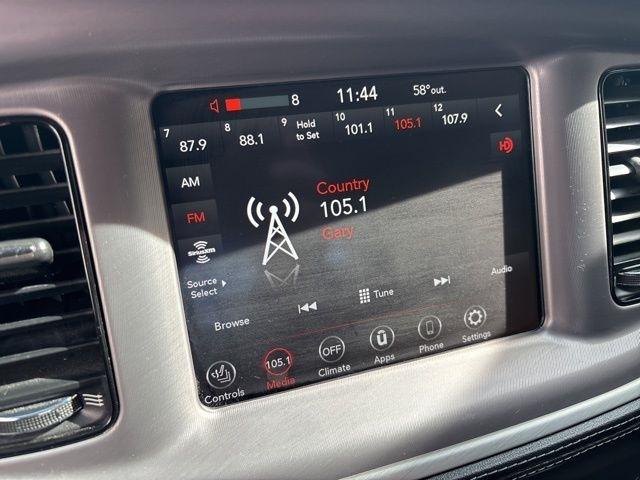 8 11:44 58° out.
7 8 9 10 11 12
87.9 88.1 Hold to Set 101.1 105.1 107.9
AM
HD
Country
FM
105.1
SiriusXM
Gary
Source Select
Browse
Tune
Audio
OFF
105.1
Controls Media Climate Apps Phone Settings